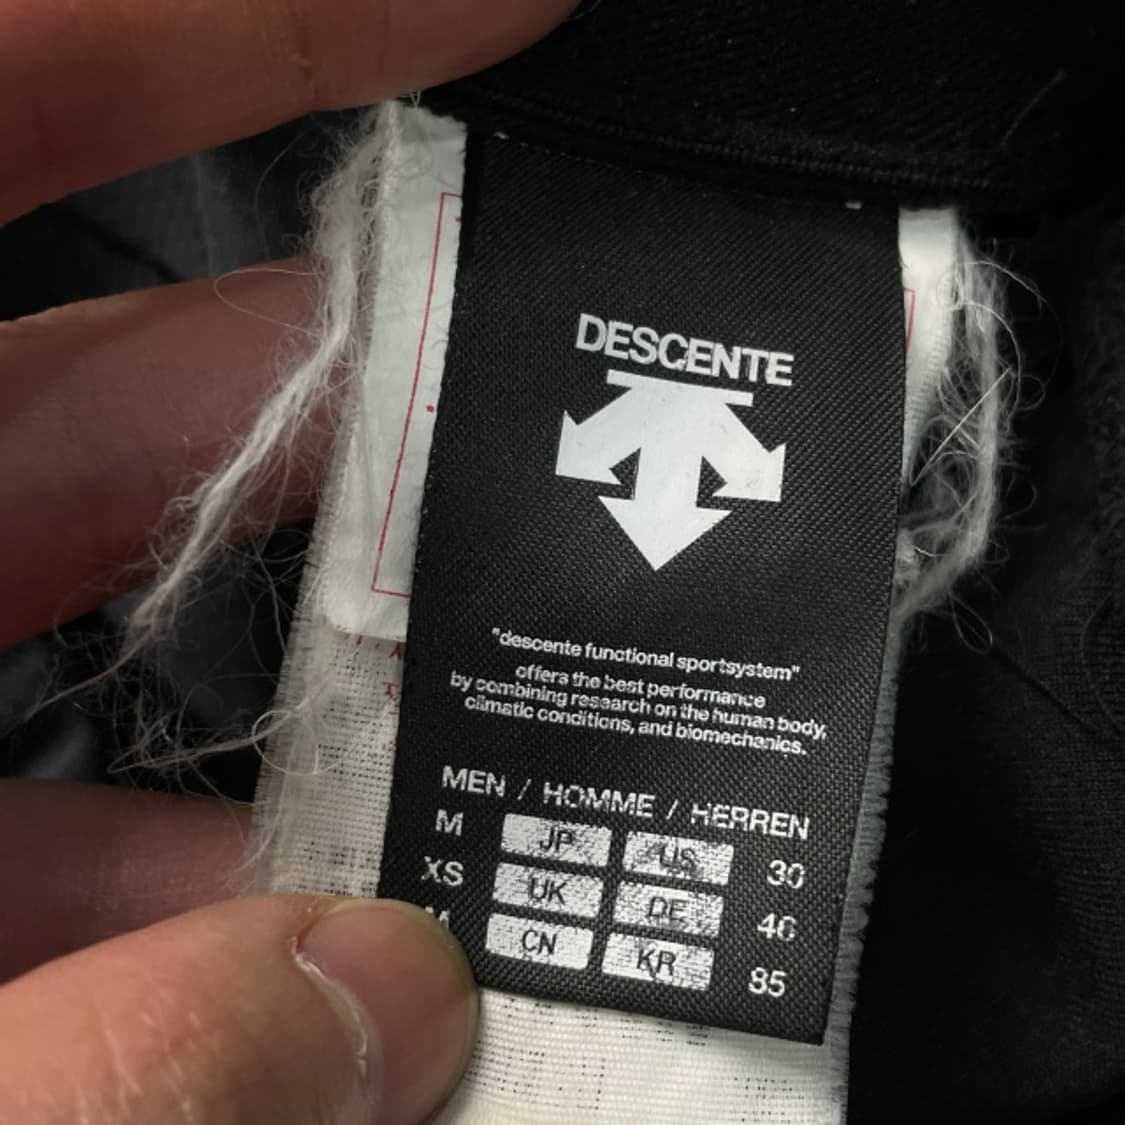 DESCENTE
"descente functional sportsystem"
offers the best performance
by combining research on the human body,
climatic conditions, and biomechanics.
MEN / HOMME / HERREN
M JP US 30
XS UK DE 46
M CN KR 85